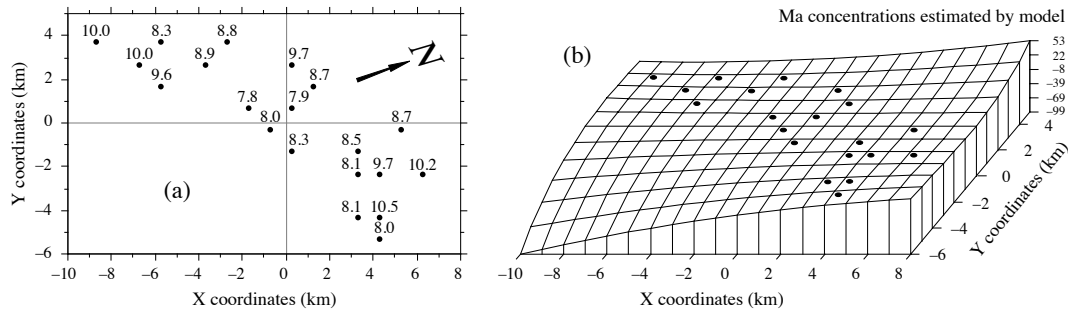 Ma concentrations estimated by model
4
2
0
−2
−4
−6
Y coordinates (km)
10.0 8.3 8.8
10.0 8.9 9.7
9.6 8.7
7.8 7.9
8.0 8.7
8.3 8.5
8.1 9.7 10.2
8.1 10.5
8.0
N
(a)
−10 −8 −6 −4 −2 0 2 4 6 8
X coordinates (km)
(b)
53
22
−8
−39
−69
−99
4
2
0
−2
−4
−6
Y coordinates (km)
−10 −8 −6 −4 −2 0 2 4 6 8
X coordinates (km)